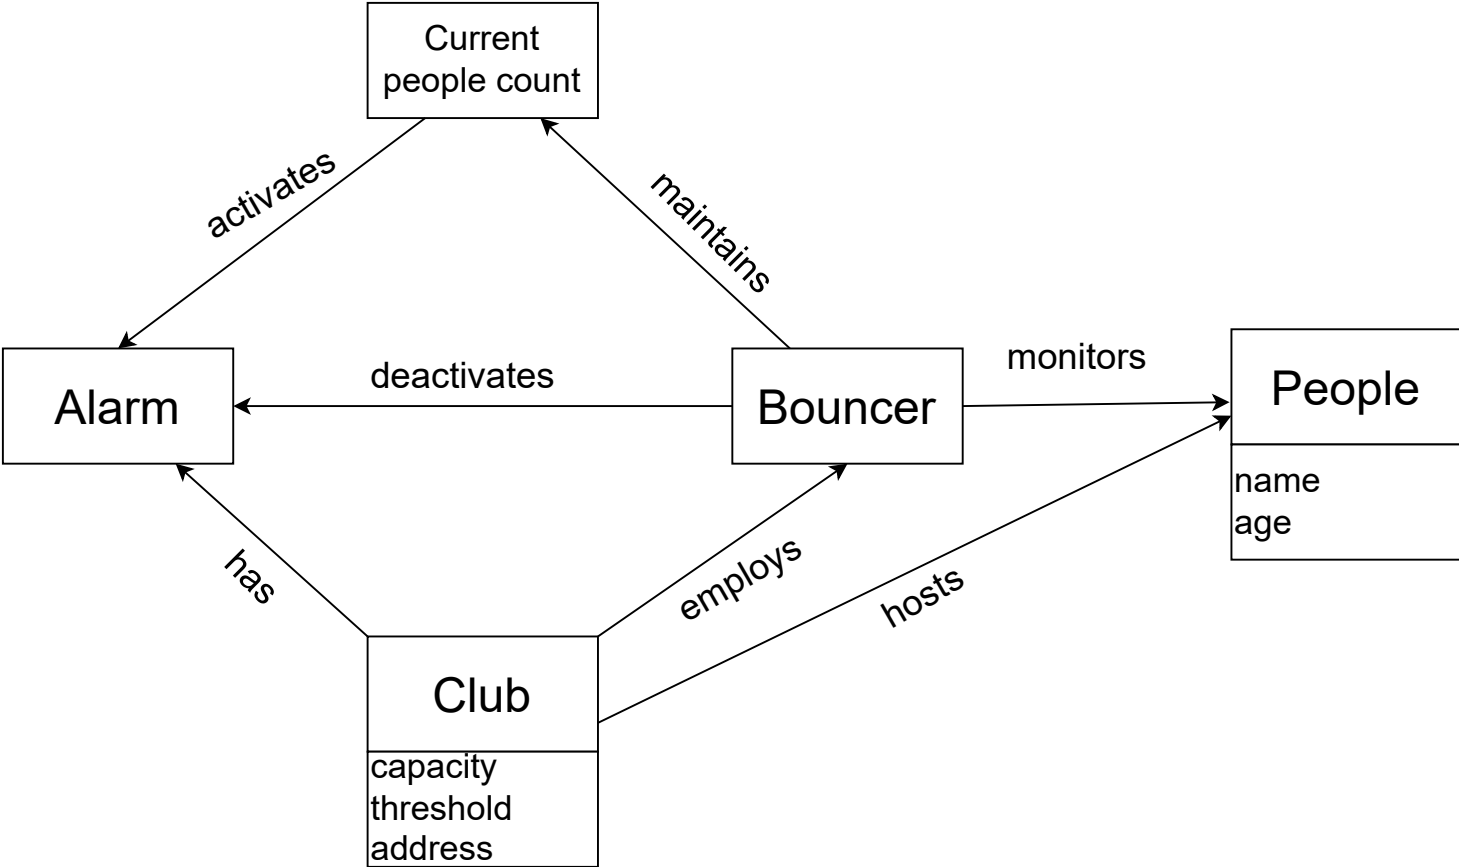 Current
people count
activates
maintains
deactivates
monitors
Alarm
Bouncer
People
name
age
has
employs
hosts
Club
capacity
threshold
address